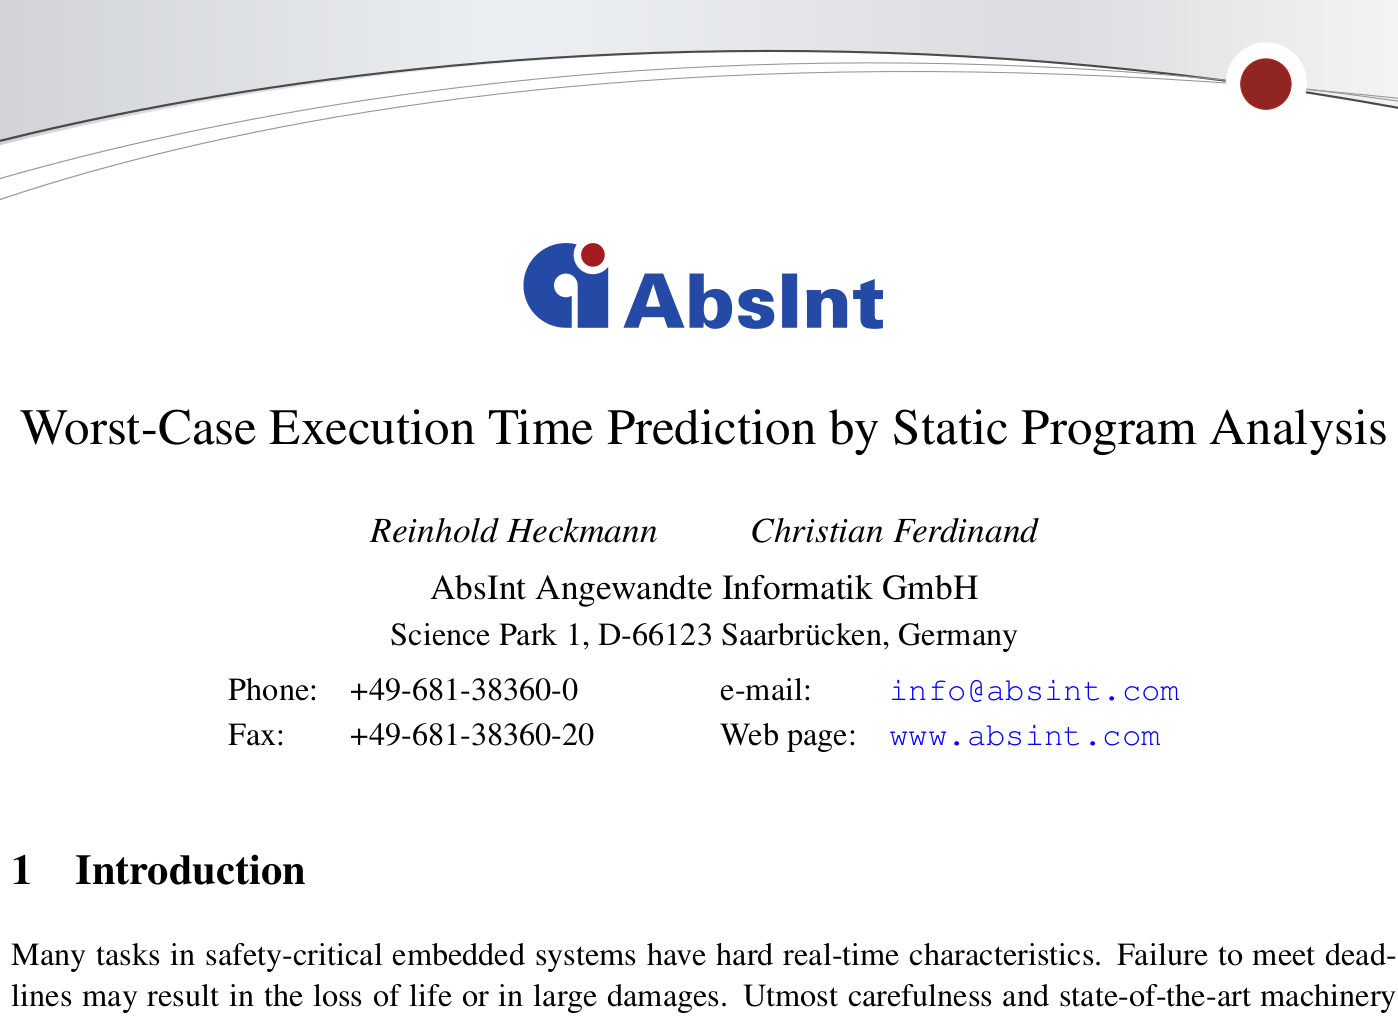 AbsInt
Worst-Case Execution Time Prediction by Static Program Analysis
Reinhold Heckmann Christian Ferdinand
AbsInt Angewandte Informatik GmbH
Science Park 1, D-66123 Saarbrücken, Germany
Phone: +49-681-38360-0 e-mail: info@absint.com
Fax: +49-681-38360-20 Web page: www.absint.com
1 Introduction
Many tasks in safety-critical embedded systems have hard real-time characteristics. Failure to meet dead-
lines may result in the loss of life or in large damages. Utmost carefulness and state-of-the-art machinery